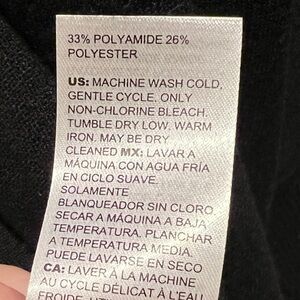 33% POLYAMIDE 26%
POLYESTER
US: MACHINE WASH COLD,
GENTLE CYCLE. ONLY
NON-CHLORINE BLEACH.
TUMBLE DRY LOW. WARM
IRON. MAY BE DRY
CLEANED MX: LAVAR A
MÁQUINA CON AGUA FRÍA
EN CICLO SUAVE.
SOLAMENTE
BLANQUEADOR SIN CLORO
SECAR A MÁQUINA A BAJA
TEMPERATURA. PLANCHAR
A TEMPERATURA MEDIA.
PUEDE LAVARSE EN SECO
CA: LAVER À LA MACHINE
AU CYCLE DÉLICAT À L'EAU
FROIDE.